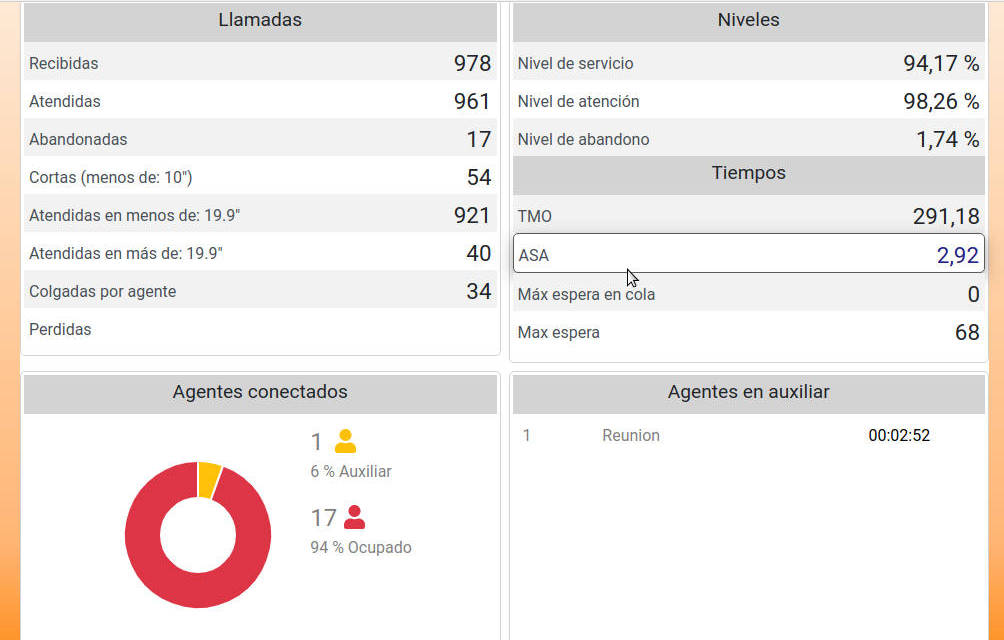 Llamadas
Recibidas 978
Atendidas 961
Abandonadas 17
Cortas (menos de: 10") 54
Atendidas en menos de: 19.9" 921
Atendidas en más de: 19.9" 40
Colgadas por agente 34
Perdidas
Niveles
Nivel de servicio 94,17 %
Nivel de atención 98,26 %
Nivel de abandono 1,74 %
Tiempos
TMO 291,18
ASA 2,92
Máx espera en cola 0
Max espera 68
Agentes conectados
1
6 % Auxiliar
17
94 % Ocupado
Agentes en auxiliar
1 Reunion 00:02:52